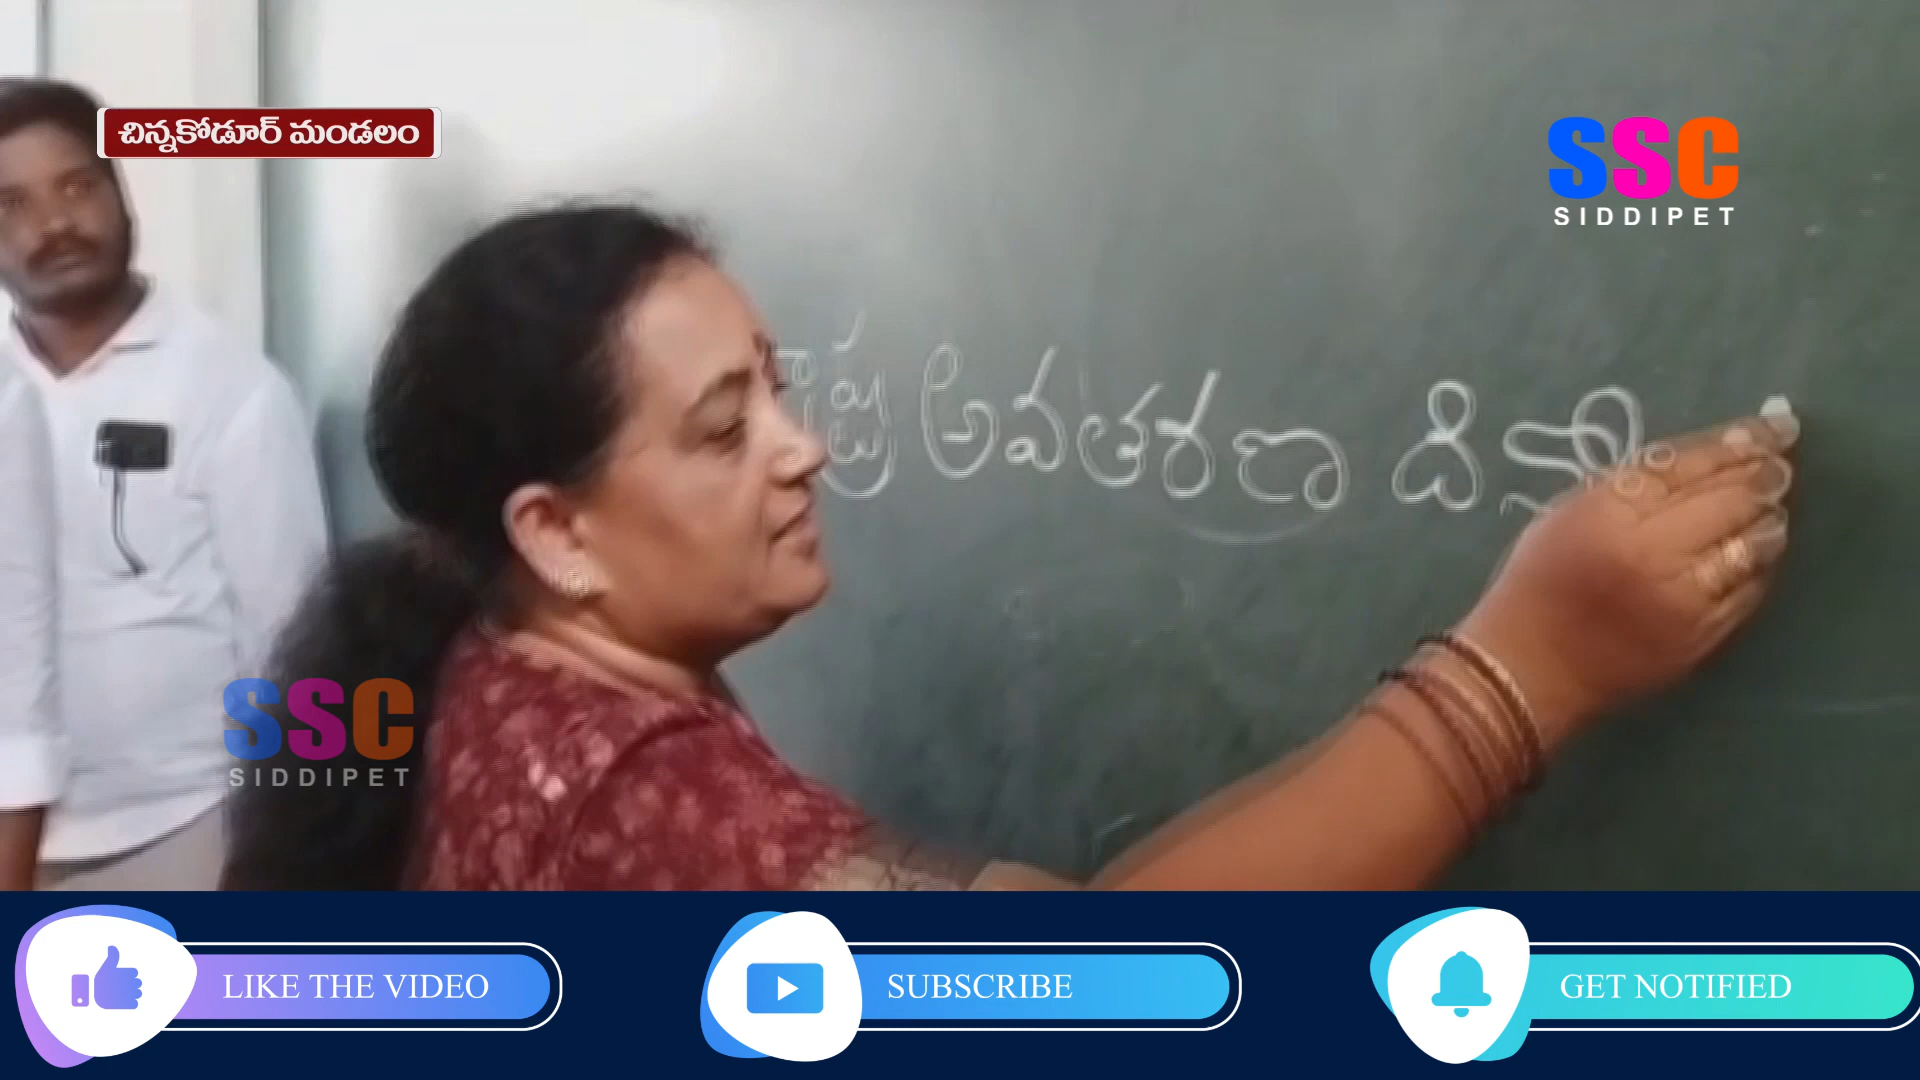 చిన్నకోడూర్ మండలం
SSC
SIDDIPET
అవతరణ దినో
SSC
SIDDIPET
LIKE THE VIDEO
SUBSCRIBE
GET NOTIFIED